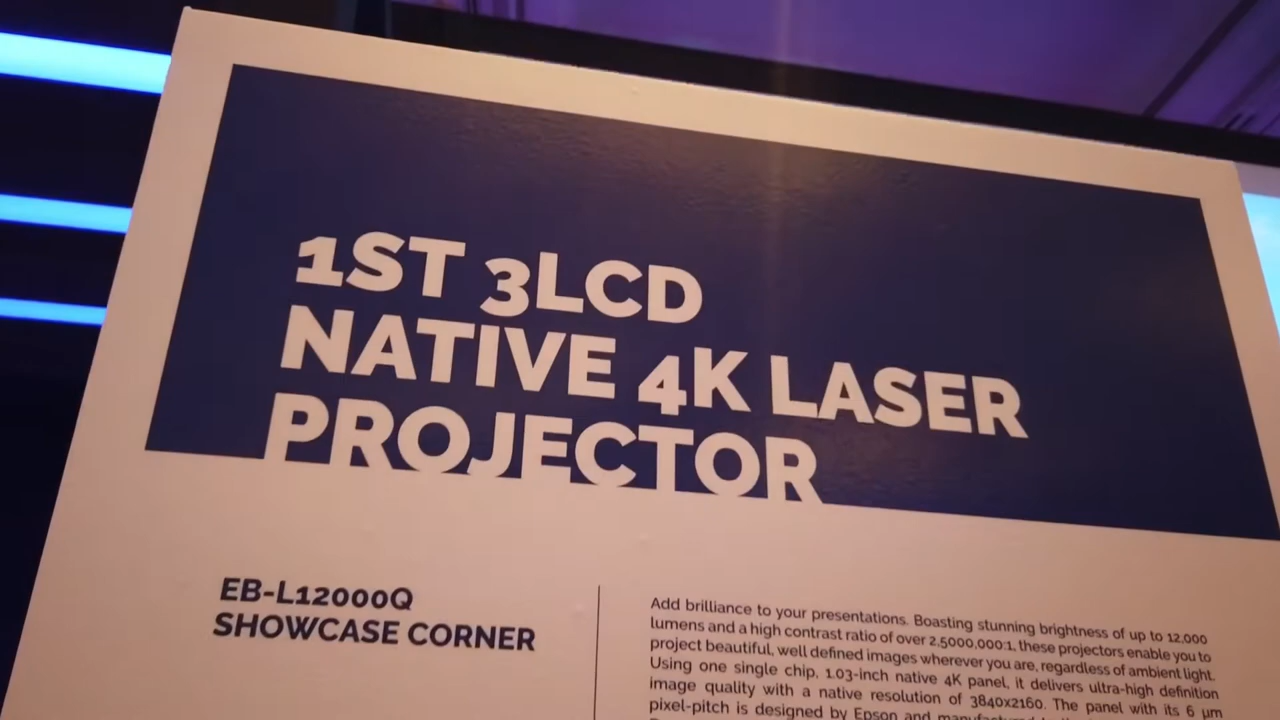 1ST 3LCD
NATIVE 4K LASER
PROJECTOR
EB-L12000Q
SHOWCASE CORNER
Add brilliance to your presentations. Boasting stunning brightness of up to 12.000
lumens and a high contrast ratio of over 2,5000,000:1, these projectors enable you to
project beautiful, well defined images wherever you are, regardless of ambient light.
Using one single chip, 1.03-inch native 4K panel, it delivers ultra-high definition
image quality with a native resolution of 3840x2160. The panel with its 6 µm
pixel-pitch is designed by Epson and